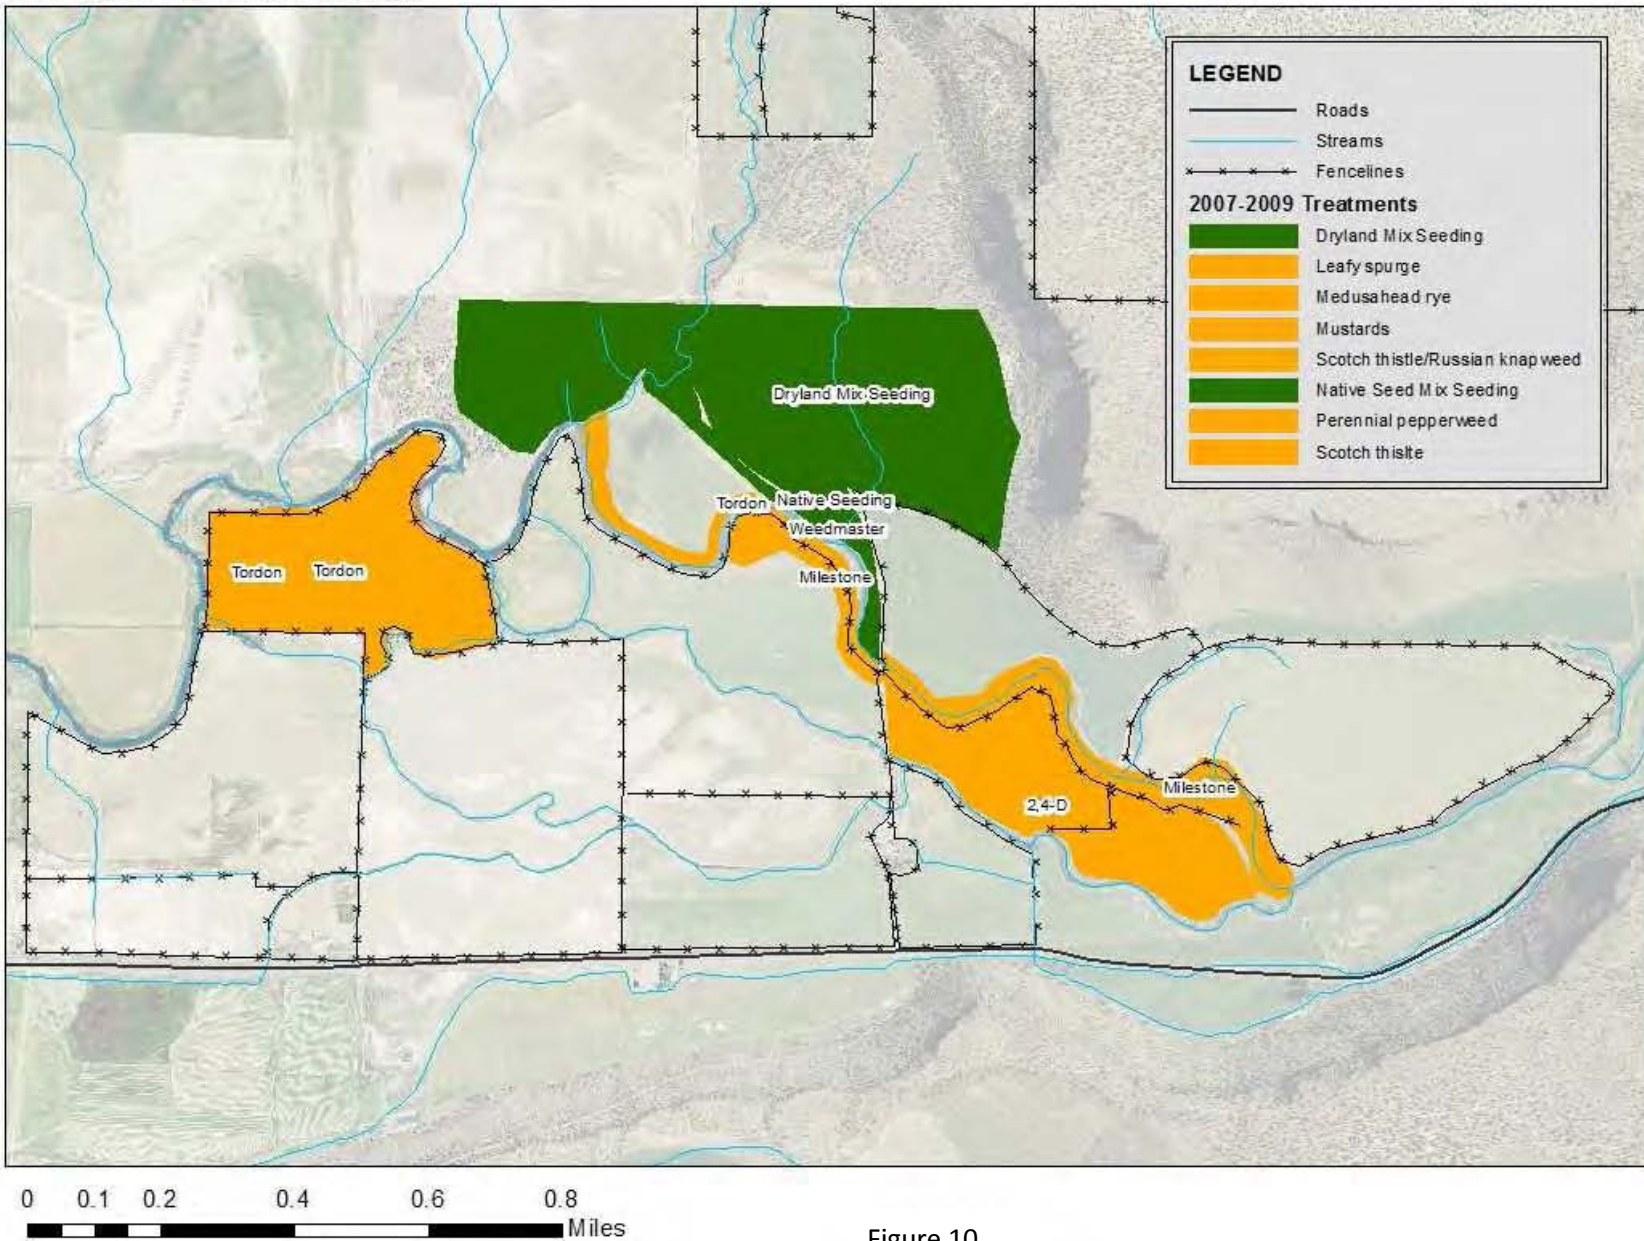 LEGEND
Roads
Streams
Fencelines
2007-2009 Treatments
Dryland Mix Seeding
Leafy spurge
Medusahead rye
Mustards
Scotch thistle/Russian knapweed
Native Seed Mix Seeding
Perennial pepperweed
Scotch thislte
Dryland Mix Seeding
Tordon Native Seeding
Weedmaster
Tordon Tordon
Milestone
Milestone
2,4-D
0 0.1 0.2 0.4 0.6 0.8
Miles
Figure 10